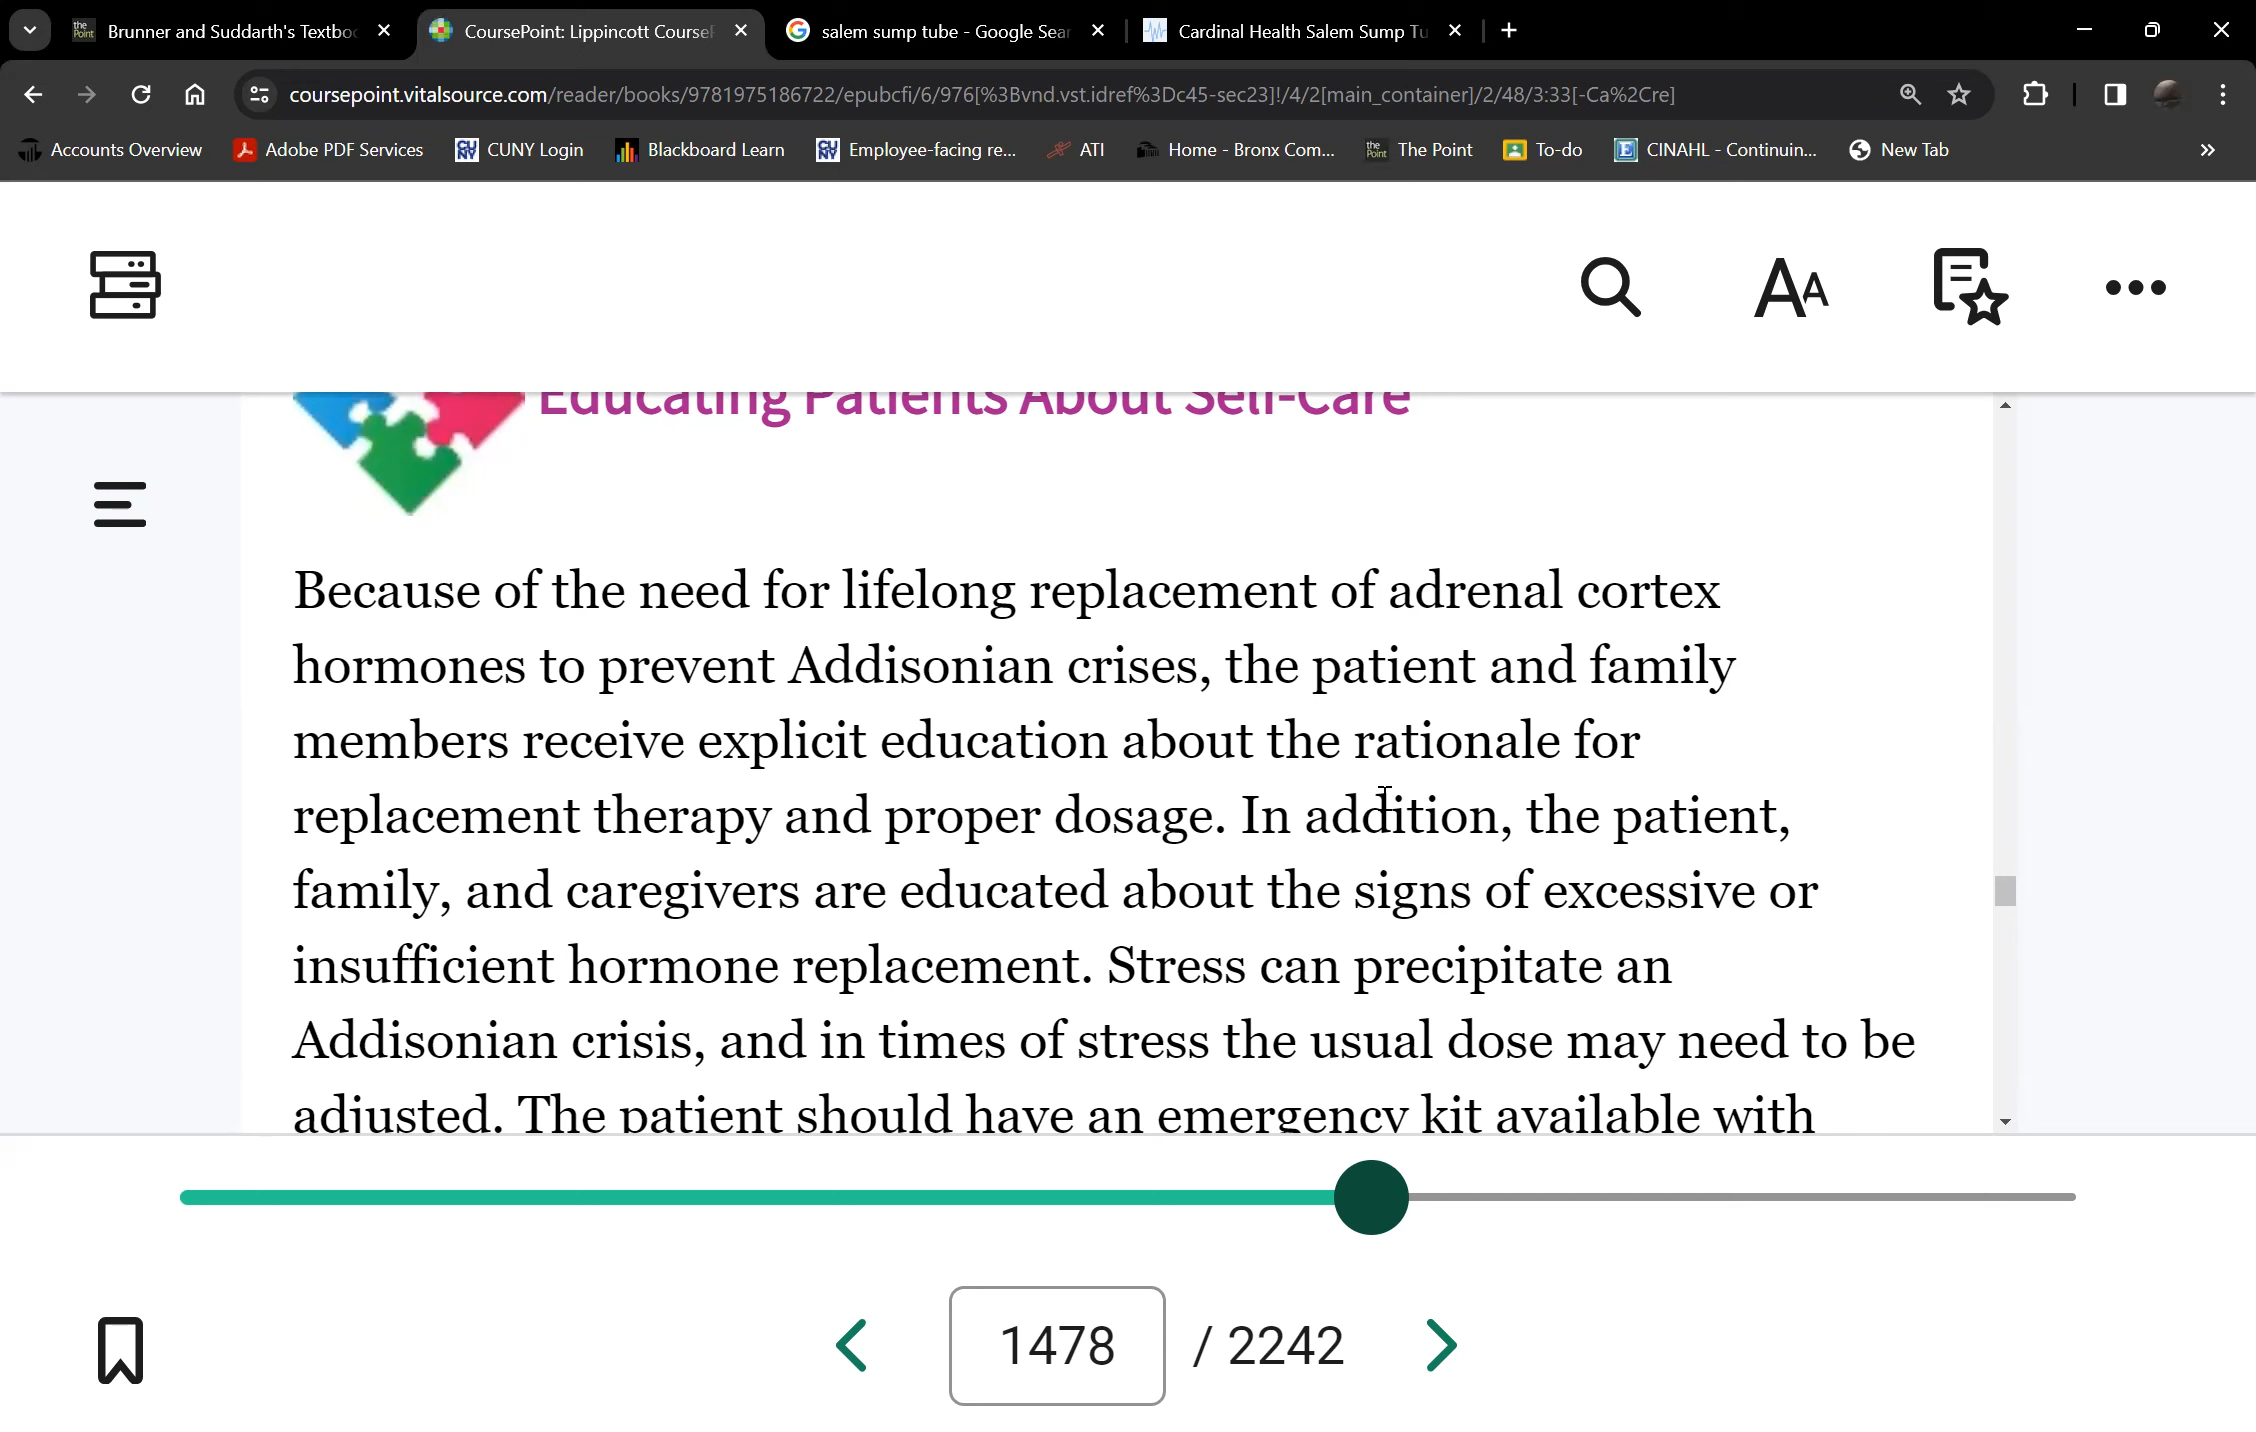 Brunner and Suddarth's Textbo
CoursePoint: Lippincott CourseP
salem sump tube - Google Sear
Cardinal Health Salem Sump Tu
coursepoint.vitalsource.com/reader/books/9781975186722/epubcfi/6/976[%3Bvnd.vst.idref%3Dc45-sec23]!/4/2[main_container]/2/48/3:33[-Ca%2Cre]
Accounts Overview
Adobe PDF Services
CUNY Login
Blackboard Learn
Employee-facing re...
ATI
Home - Bronx Com...
The Point
To-do
CINAHL - Continuin...
New Tab
Educating Patients About Self-Care
Because of the need for lifelong replacement of adrenal cortex
hormones to prevent Addisonian crises, the patient and family
members receive explicit education about the rationale for
replacement therapy and proper dosage. In addition, the patient,
family, and caregivers are educated about the signs of excessive or
insufficient hormone replacement. Stress can precipitate an
Addisonian crisis, and in times of stress the usual dose may need to be
adjusted. The patient should have an emergency kit available with
1478 / 2242